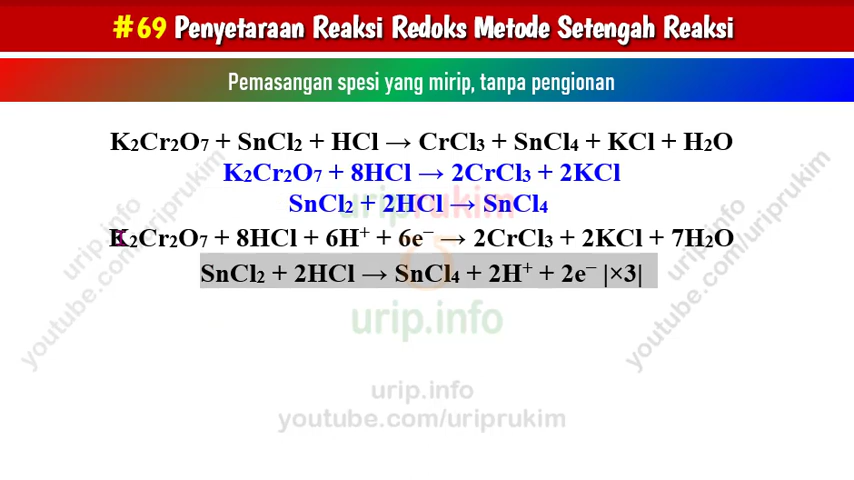 #69 Penyetaraan Reaksi Redoks Metode Setengah Reaksi
Pemasangan spesi yang mirip, tanpa pengionan
K₂Cr₂O₇ + SnCl₂ + HCl → CrCl₃ + SnCl₄ + KCl + H₂O
K₂Cr₂O₇ + 8HCl → 2CrCl₃ + 2KCl
SnCl₂ + 2HCl → SnCl₄
K₂Cr₂O₇ + 8HCl + 6H⁺ + 6e⁻ → 2CrCl₃ + 2KCl + 7H₂O
SnCl₂ + 2HCl → SnCl₄ + 2H⁺ + 2e⁻ |×3|
uriprukim
urip.info
urip.info
youtube.com/uriprukim
urip.info
youtube.com/uriprukim
urip.info
youtube.com/uriprukim